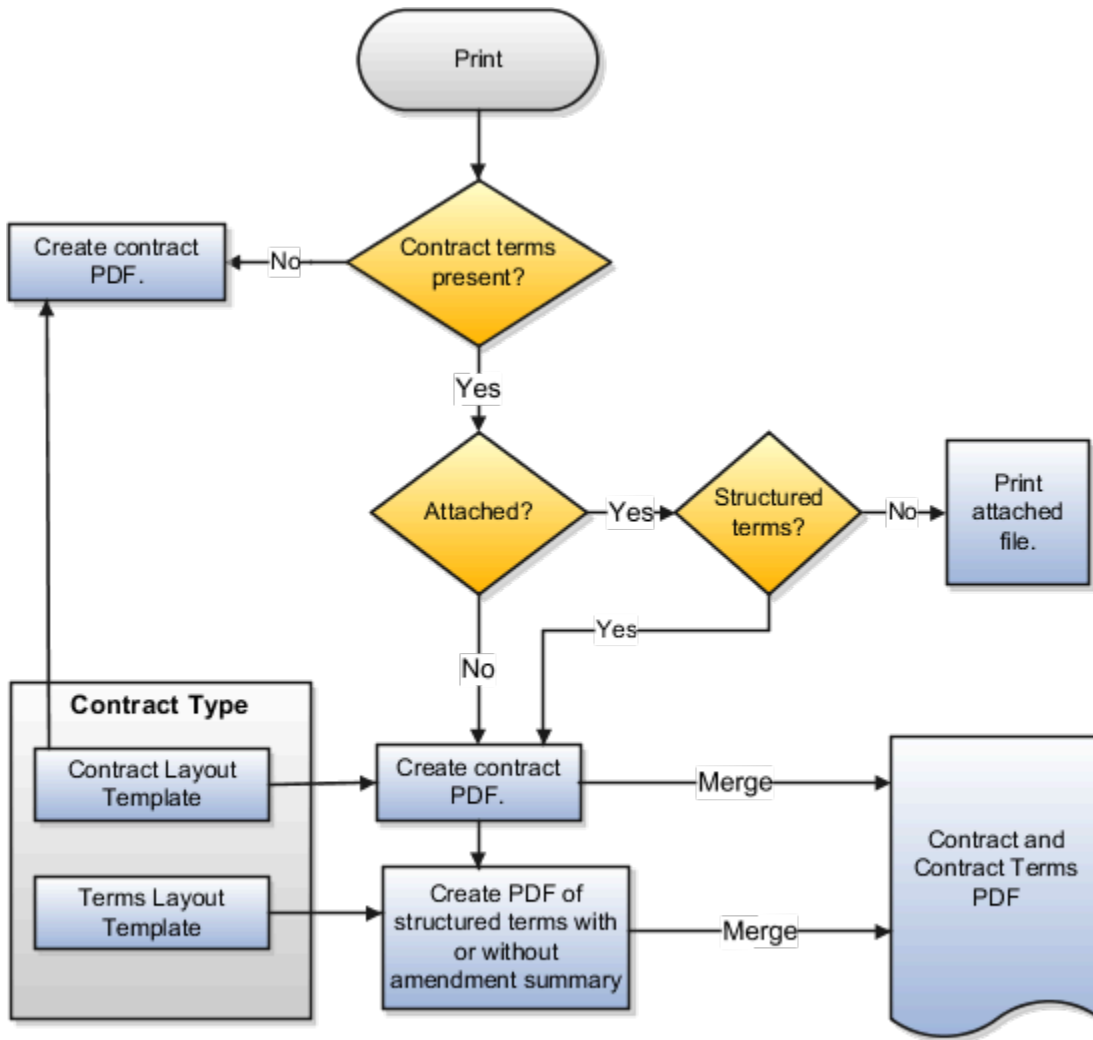 Print
Contract terms
present?
No
Create contract
PDF.
Yes
Attached?
Yes
Structured
terms?
No
Print
attached
file.
Yes
No
Contract Type
Contract Layout
Template
Create contract
PDF.
Merge
Contract and
Contract Terms
PDF
Terms Layout
Template
Create PDF of
structured terms with
or without
amendment summary
Merge